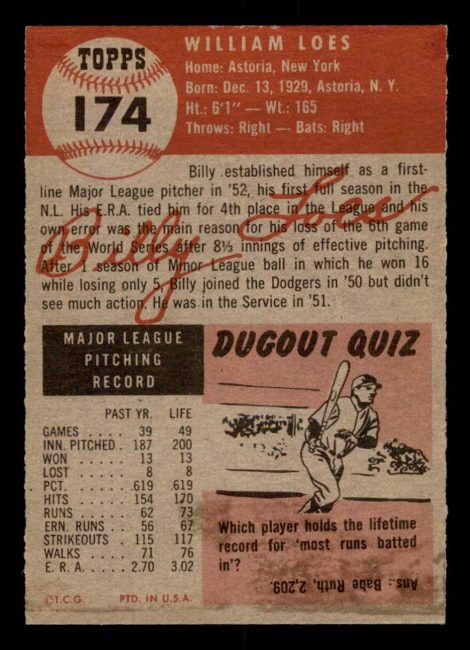 TOPPS
174
WILLIAM LOES
Home: Astoria, New York
Born: Dec. 13, 1929, Astoria, N. Y.
Ht.: 6'1" — Wt.: 165
Throws: Right — Bats: Right
Billy established himself as a first-
line Major League pitcher in '52, his first full season in the
N.L. His E.R.A. tied him for 4th place in the League and his
own error was the main reason for his loss of the 6th game
of the World Series after 8⅓ innings of effective pitching.
After 1 season of Minor League ball in which he won 16
while losing only 5, Billy joined the Dodgers in '50 but didn't
see much action. He was in the Service in '51.
Billy Loes
MAJOR LEAGUE
PITCHING
RECORD
PAST YR. LIFE
GAMES . . . . . 39 49
INN. PITCHED . . 187 200
WON . . . . . 13 13
LOST . . . . . 8 8
PCT. . . . . . .619 .619
HITS . . . . . 154 170
RUNS . . . . . 62 73
ERN. RUNS . . . 56 67
STRIKEOUTS . . . 115 117
WALKS . . . . 71 76
E. R. A. . . . . 2.70 3.02
©T.C.G. PTD. IN U.S.A.
DUGOUT QUIZ
Which player holds the lifetime
record for 'most runs batted
in'?
Ans.: Babe Ruth, 2,209.